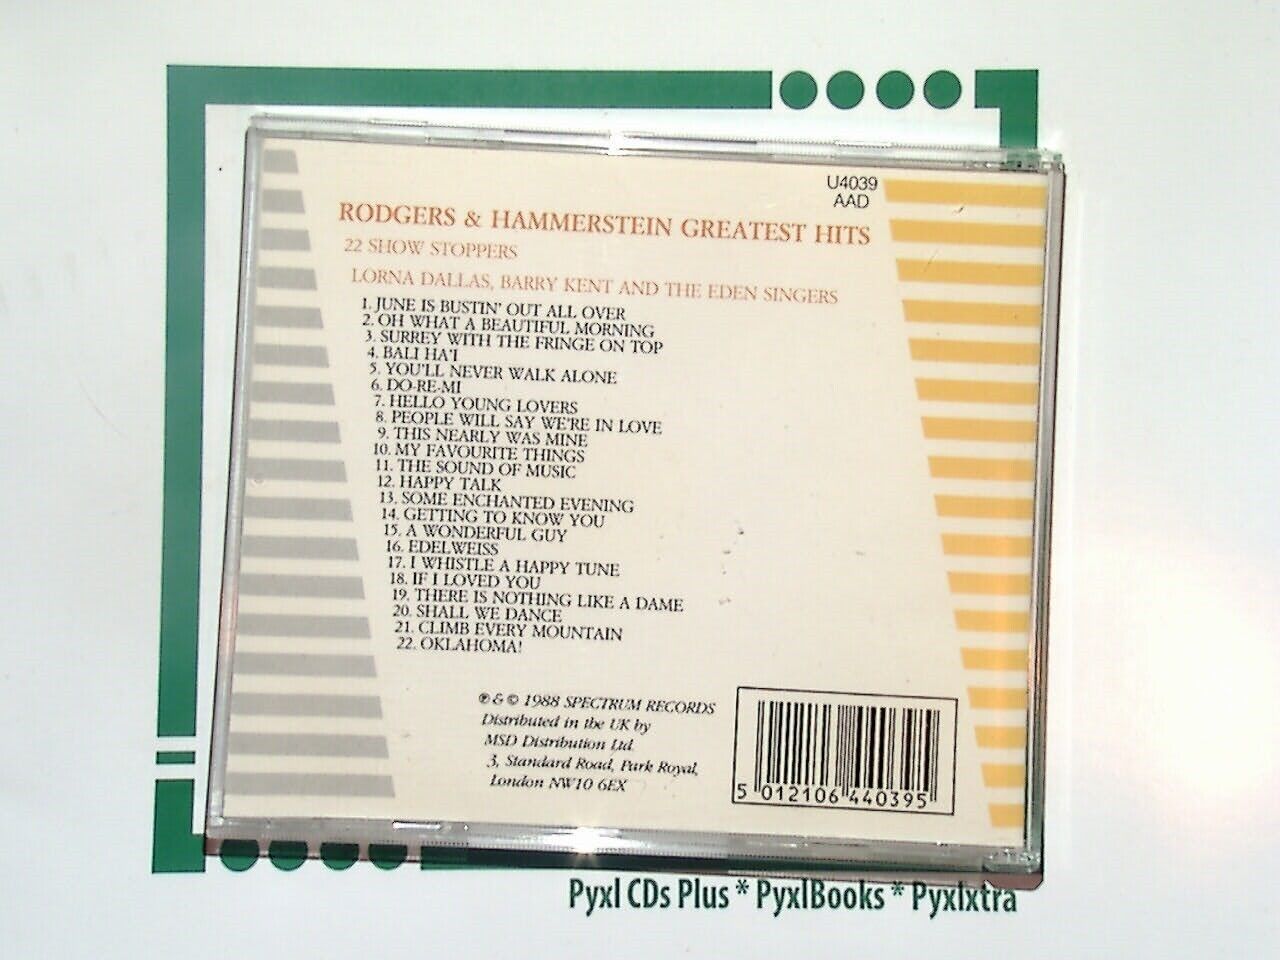 U4039
AAD
RODGERS & HAMMERSTEIN GREATEST HITS
22 SHOW STOPPERS
LORNA DALLAS, BARRY KENT AND THE EDEN SINGERS
1. JUNE IS BUSTIN' OUT ALL OVER
2. OH WHAT A BEAUTIFUL MORNING
3. SURREY WITH THE FRINGE ON TOP
4. BALI HA'I
5. YOU'LL NEVER WALK ALONE
6. DO-RE-MI
7. HELLO YOUNG LOVERS
8. PEOPLE WILL SAY WE'RE IN LOVE
9. THIS NEARLY WAS MINE
10. MY FAVOURITE THINGS
11. THE SOUND OF MUSIC
12. HAPPY TALK
13. SOME ENCHANTED EVENING
14. GETTING TO KNOW YOU
15. A WONDERFUL GUY
16. EDELWEISS
17. I WHISTLE A HAPPY TUNE
18. IF I LOVED YOU
19. THERE IS NOTHING LIKE A DAME
20. SHALL WE DANCE
21. CLIMB EVERY MOUNTAIN
22. OKLAHOMA!
℗ & © 1988 SPECTRUM RECORDS
Distributed in the UK by
MSD Distribution Ltd.
3, Standard Road, Park Royal,
London NW10 6EX
5 012106 440395
Pyxl CDs Plus * PyxlBooks * Pyxlxtra